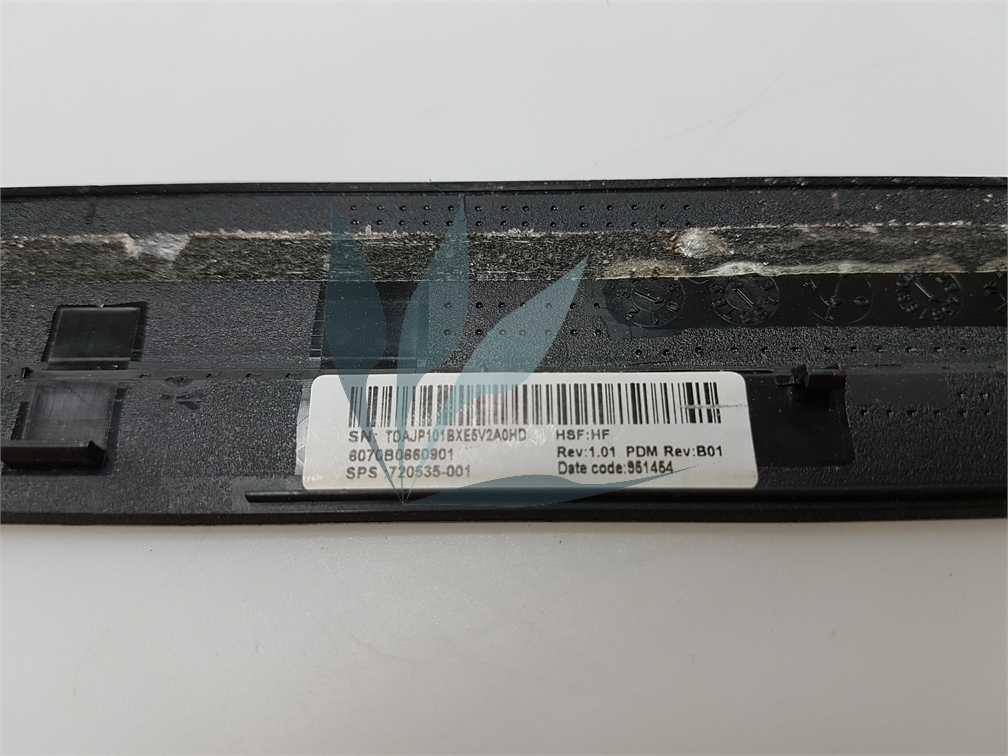 SN: TDAJP101BXE5V2A0HD HSF:HF
6070B0660901 Rev:1.01 PDM Rev:B01
SPS :720535-001 Date code:951454